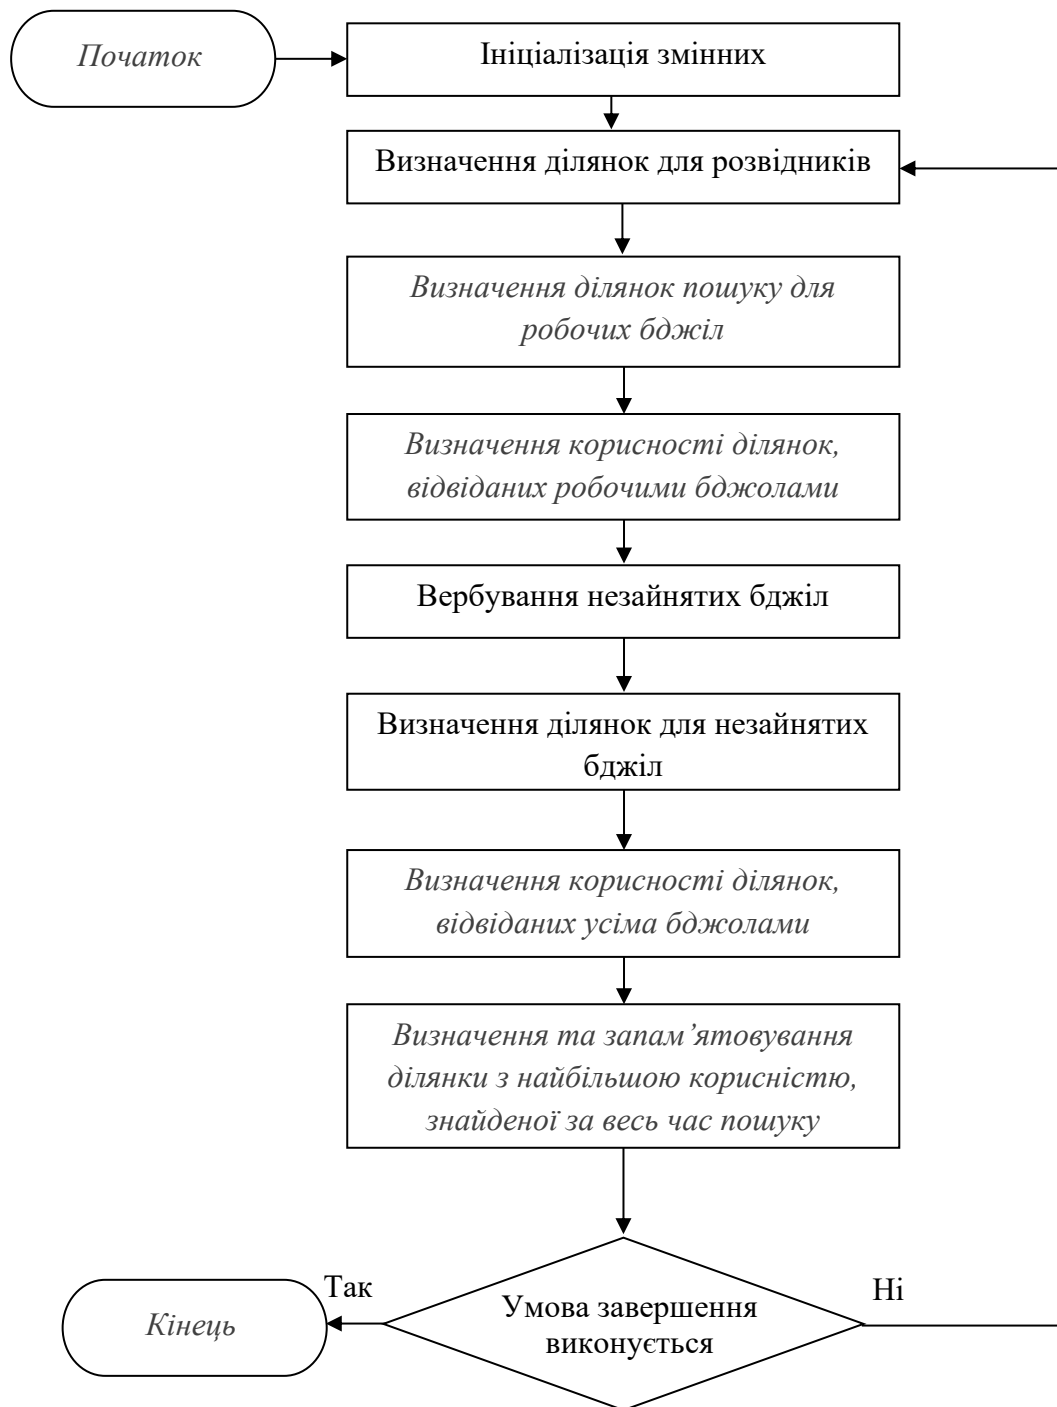 Початок
Ініціалізація змінних
Визначення ділянок для розвідників
Визначення ділянок пошуку для
робочих бджіл
Визначення корисності ділянок,
відвіданих робочими бджолами
Вербування незайнятих бджіл
Визначення ділянок для незайнятих
бджіл
Визначення корисності ділянок,
відвіданих усіма бджолами
Визначення та запам’ятовування
ділянки з найбільшою корисністю,
знайденої за весь час пошуку
Так
Ні
Кінець
Умова завершення
виконується